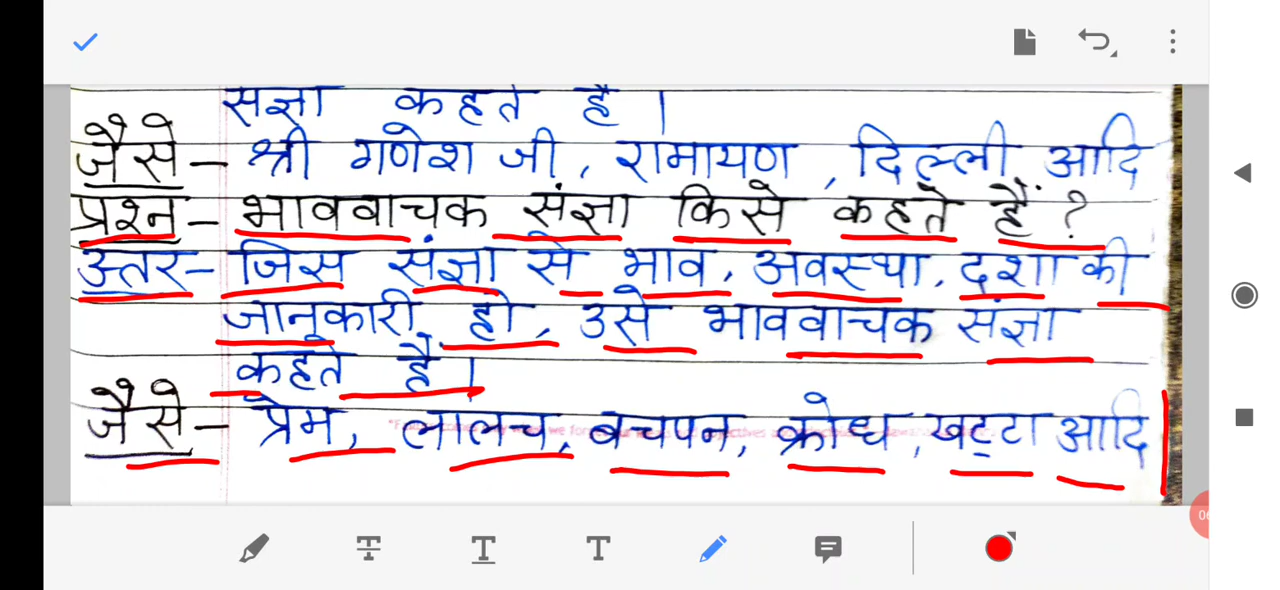 संज्ञा कहते हैं।
जैसे - श्री गणेश जी, रामायण, दिल्ली आदि
प्रश्न - भाववाचक संज्ञा किसे कहते हैं ?
उत्तर - जिस संज्ञा से भाव, अवस्था, दशा की
जानकारी हो, उसे भाववाचक संज्ञा
कहते हैं।
जैसे - प्रेम, लालच, बचपन, क्रोध, खट्टा आदि